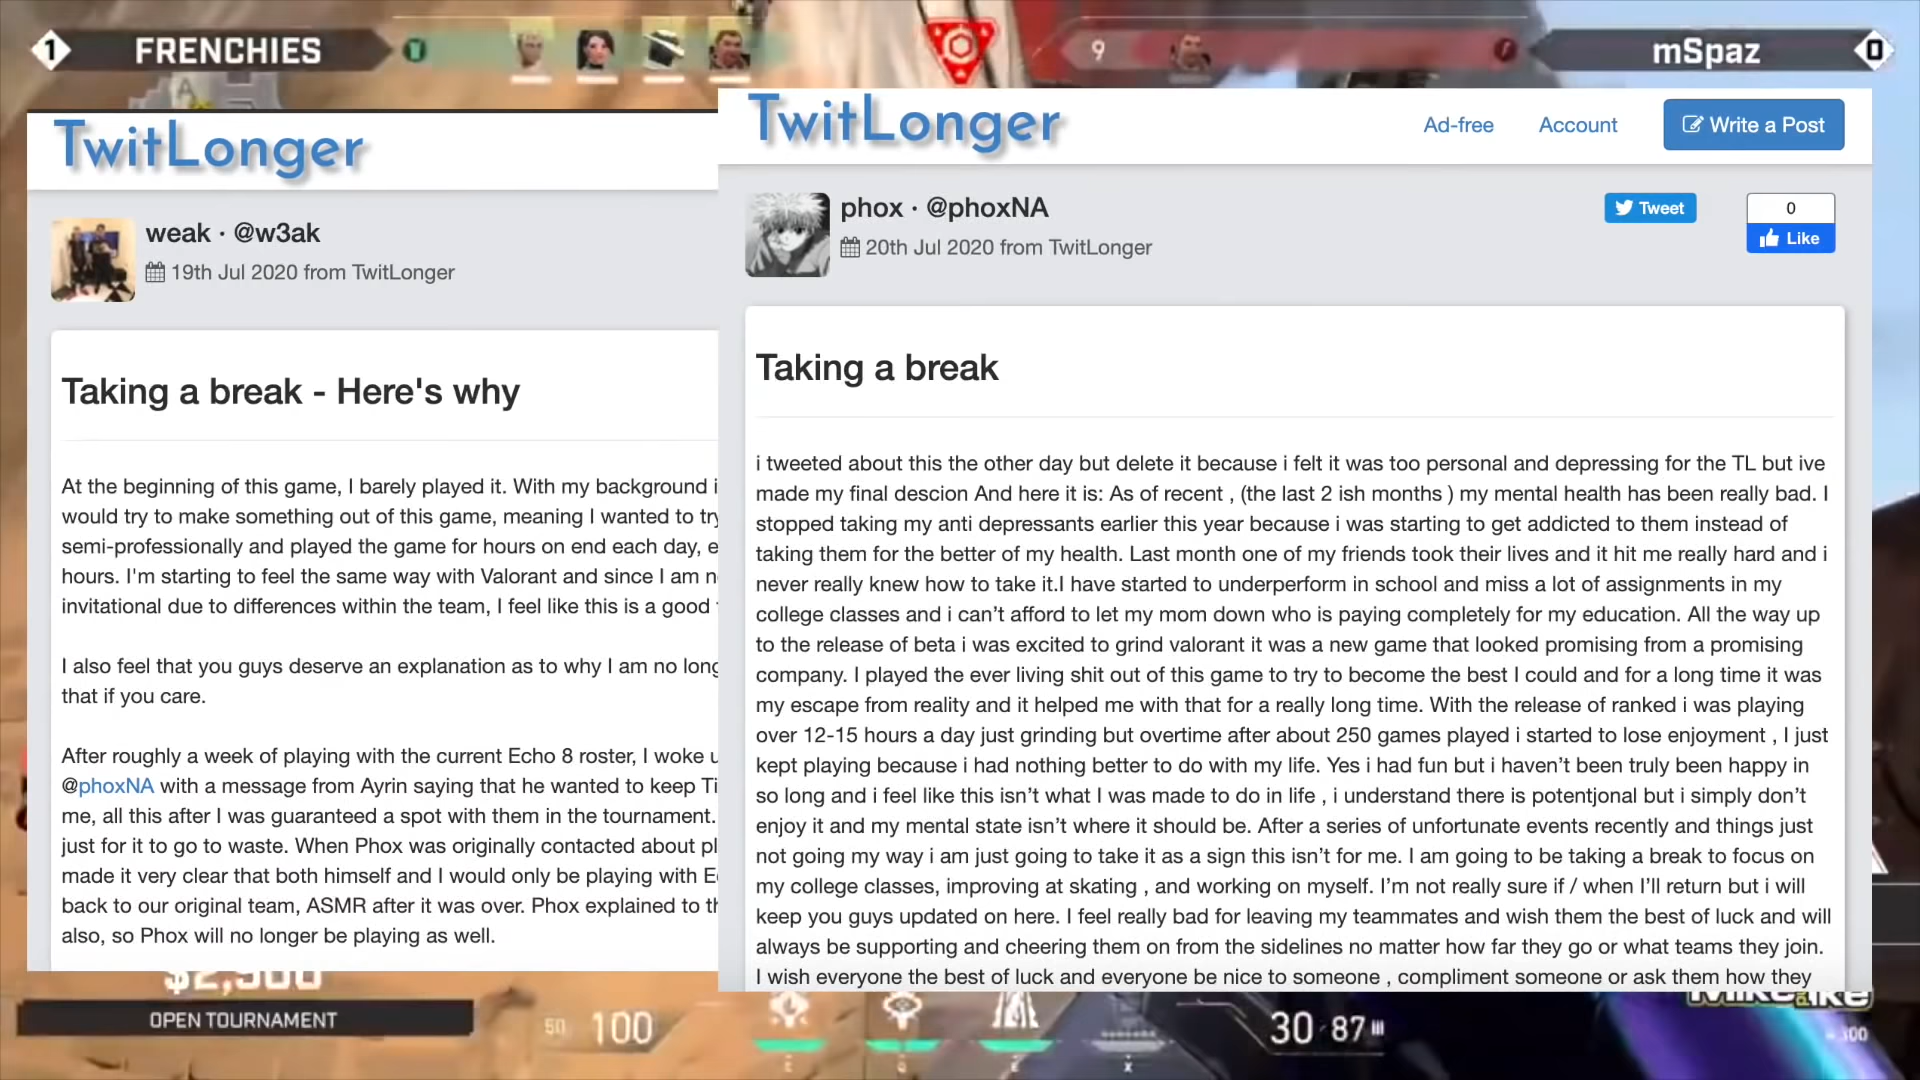 1 FRENCHIES
9
mSpaz 0
TwitLonger
weak · @w3ak
19th Jul 2020 from TwitLonger
Taking a break - Here's why
At the beginning of this game, I barely played it. With my background i
would try to make something out of this game, meaning I wanted to try
semi-professionally and played the game for hours on end each day, e
hours. I'm starting to feel the same way with Valorant and since I am n
invitational due to differences within the team, I feel like this is a good
I also feel that you guys deserve an explanation as to why I am no long
that if you care.
After roughly a week of playing with the current Echo 8 roster, I woke u
@phoxNA with a message from Ayrin saying that he wanted to keep Ti
me, all this after I was guaranteed a spot with them in the tournament.
just for it to go to waste. When Phox was originally contacted about pl
made it very clear that both himself and I would only be playing with E
back to our original team, ASMR after it was over. Phox explained to th
also, so Phox will no longer be playing as well.
TwitLonger
Ad-free Account Write a Post
phox · @phoxNA
20th Jul 2020 from TwitLonger
Tweet
0
Like
Taking a break
i tweeted about this the other day but delete it because i felt it was too personal and depressing for the TL but ive
made my final descion And here it is: As of recent , (the last 2 ish months ) my mental health has been really bad. I
stopped taking my anti depressants earlier this year because i was starting to get addicted to them instead of
taking them for the better of my health. Last month one of my friends took their lives and it hit me really hard and i
never really knew how to take it.I have started to underperform in school and miss a lot of assignments in my
college classes and i can’t afford to let my mom down who is paying completely for my education. All the way up
to the release of beta i was excited to grind valorant it was a new game that looked promising from a promising
company. I played the ever living shit out of this game to try to become the best I could and for a long time it was
my escape from reality and it helped me with that for a really long time. With the release of ranked i was playing
over 12-15 hours a day just grinding but overtime after about 250 games played i started to lose enjoyment , I just
kept playing because i had nothing better to do with my life. Yes i had fun but i haven’t been truly been happy in
so long and i feel like this isn’t what I was made to do in life , i understand there is potentjonal but i simply don’t
enjoy it and my mental state isn’t where it should be. After a series of unfortunate events recently and things just
not going my way i am just going to take it as a sign this isn’t for me. I am going to be taking a break to focus on
my college classes, improving at skating , and working on myself. I’m not really sure if / when I’ll return but i will
keep you guys updated on here. I feel really bad for leaving my teammates and wish them the best of luck and will
always be supporting and cheering them on from the sidelines no matter how far they go or what teams they join.
I wish everyone the best of luck and everyone be nice to someone , compliment someone or ask them how they
$2,500
OPEN TOURNAMENT
50 100
30 87